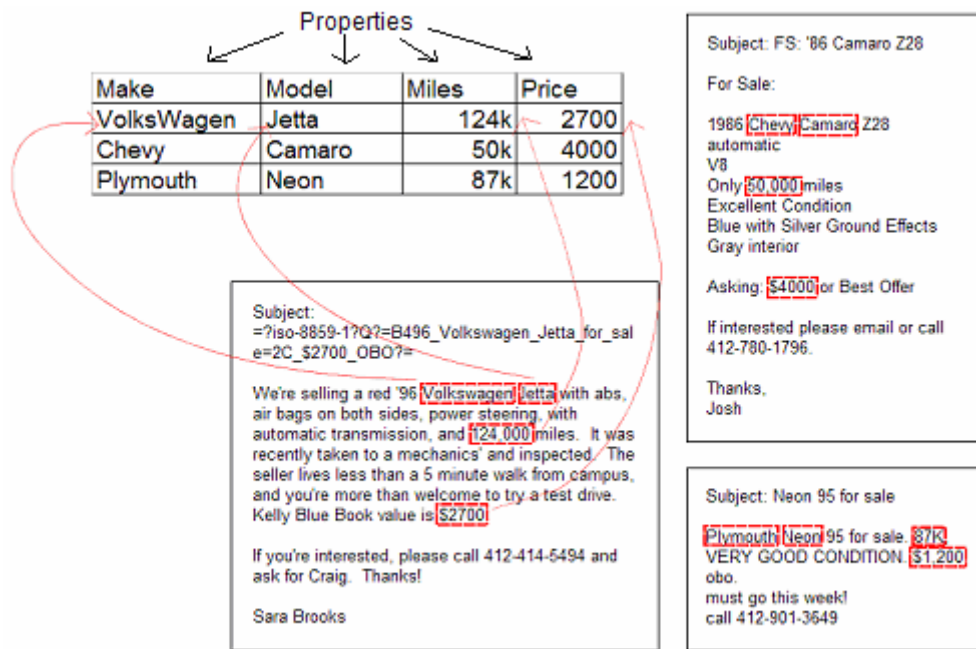 Properties
Make Model Miles Price
VolksWagen Jetta 124k 2700
Chevy Camaro 50k 4000
Plymouth Neon 87k 1200
Subject:
=?iso-8859-1?Q?=B496_Volkswagen_Jetta_for_sal
e=2C_$2700_OBO?=
We're selling a red '96 Volkswagen Jetta with abs,
air bags on both sides, power steering, with
automatic transmission, and 124,000 miles. It was
recently taken to a mechanics' and inspected. The
seller lives less than a 5 minute walk from campus,
and you're more than welcome to try a test drive.
Kelly Blue Book value is $2700
If you're interested, please call 412-414-5494 and
ask for Craig. Thanks!
Sara Brooks
Subject: FS: '86 Camaro Z28
For Sale:
1986 Chevy Camaro Z28
automatic
V8
Only 50,000 miles
Excellent Condition
Blue with Silver Ground Effects
Gray interior
Asking: $4000 or Best Offer
If interested please email or call
412-780-1796.
Thanks,
Josh
Subject: Neon 95 for sale
Plymouth Neon 95 for sale. 87K
VERY GOOD CONDITION. $1,200
obo.
must go this week!
call 412-901-3649